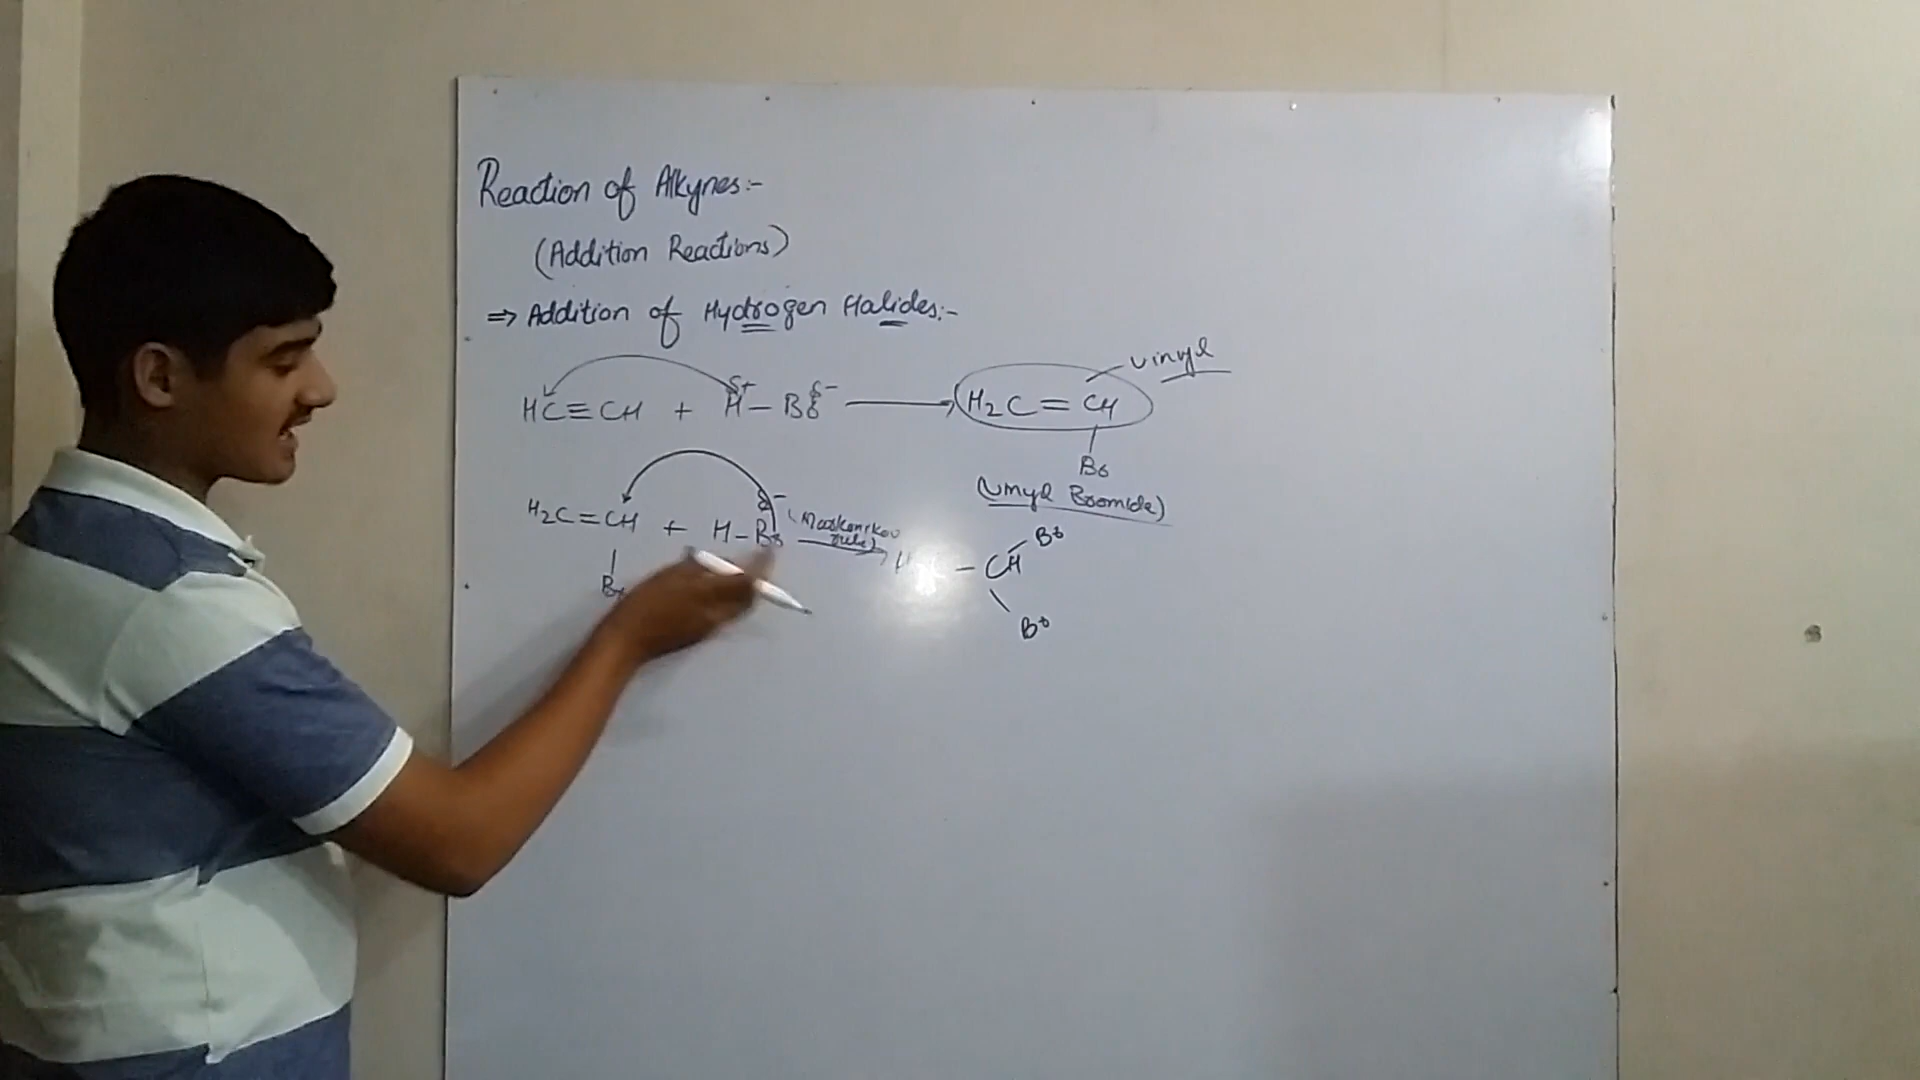 Reaction of Alkynes:-
(Addition Reactions)
⇒ Addition of Hydrogen Halides:-
HC≡CH + H—Br → H2C=CH vinyl
δ+ δ-
Br
(Vinyl Bromide)
H2C=CH + H-Br (Markonikov rule) → H - CH Br
δ-
Br
Br